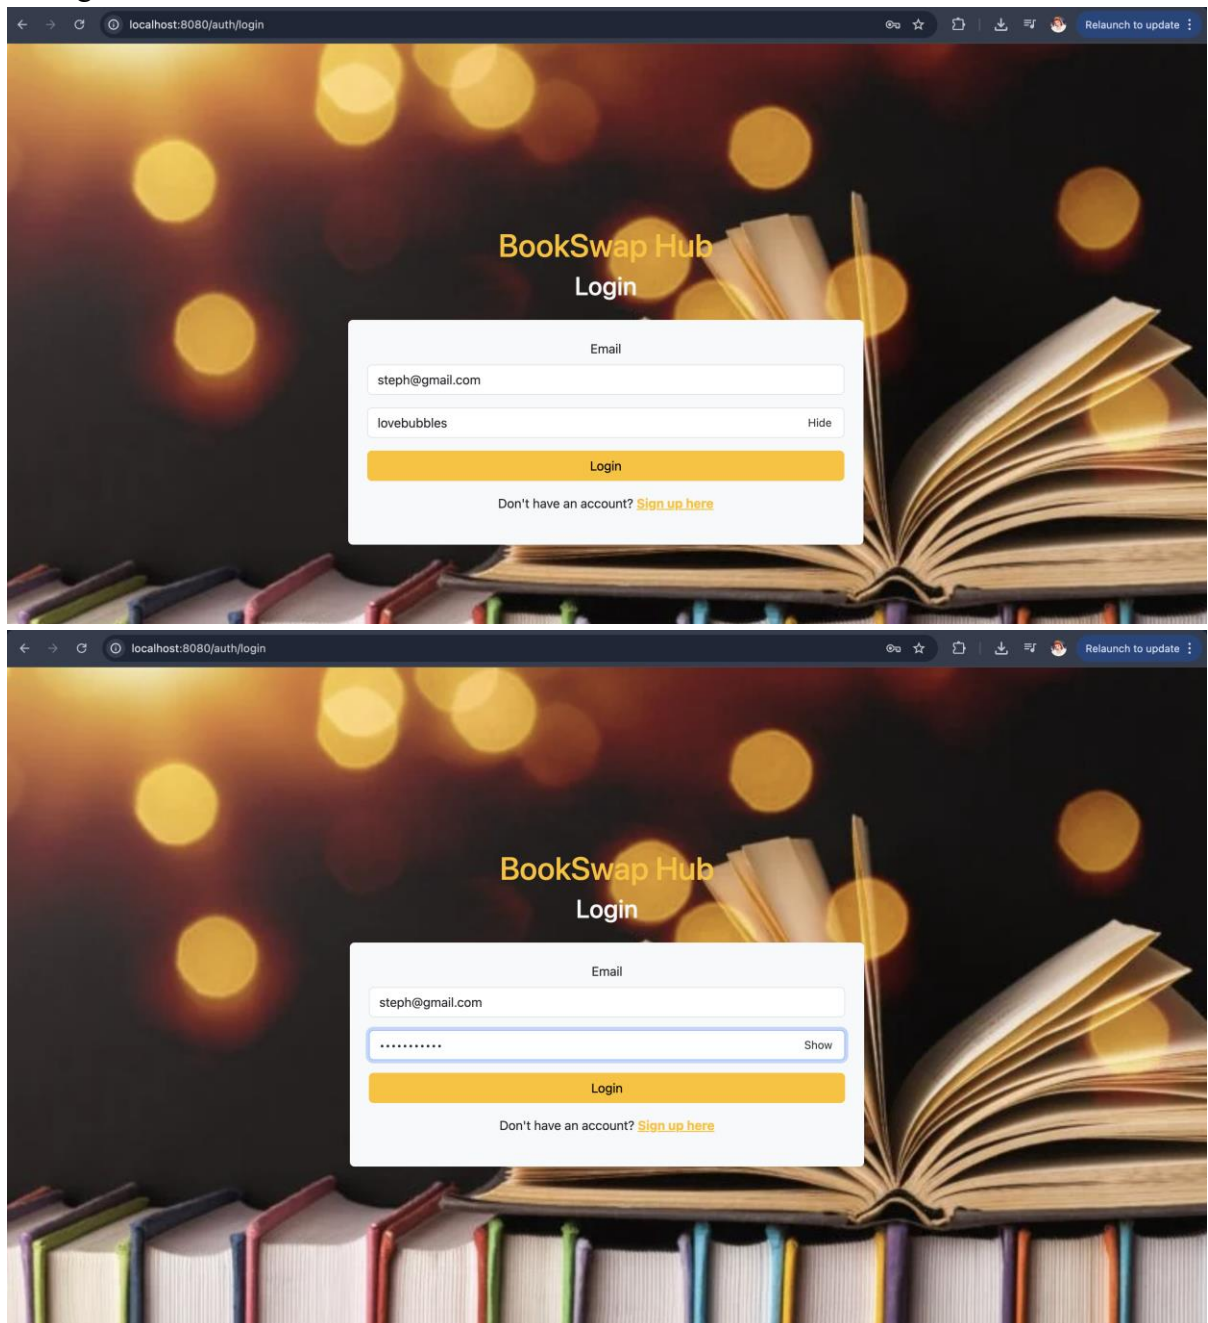 localhost:8080/auth/login
Relaunch to update
BookSwap Hub
Login
Email
steph@gmail.com
lovebubbles Hide
Login
Don't have an account? Sign up here
localhost:8080/auth/login
Relaunch to update
BookSwap Hub
Login
Email
steph@gmail.com
••••••••••• Show
Login
Don't have an account? Sign up here